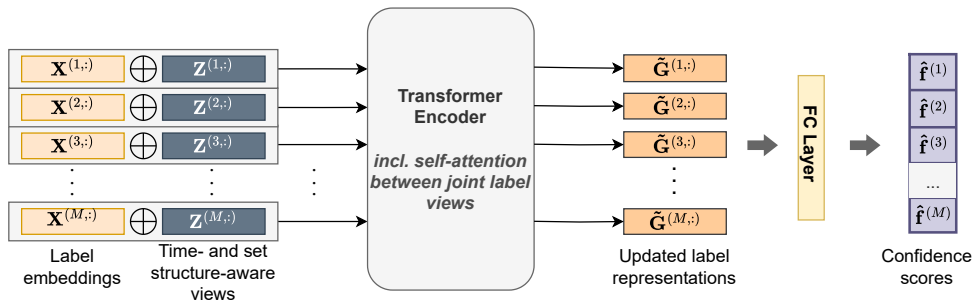 X^(1,:) ⊕ Z^(1,:)
X^(2,:) ⊕ Z^(2,:)
X^(3,:) ⊕ Z^(3,:)
X^(M,:) ⊕ Z^(M,:)
Label
embeddings
Time- and set
structure-aware
views
Transformer
Encoder
incl. self-attention
between joint label
views
G̃^(1,:)
G̃^(2,:)
G̃^(3,:)
G̃^(M,:)
Updated label
representations
FC Layer
f̂^(1)
f̂^(2)
f̂^(3)
...
f̂^(M)
Confidence
scores